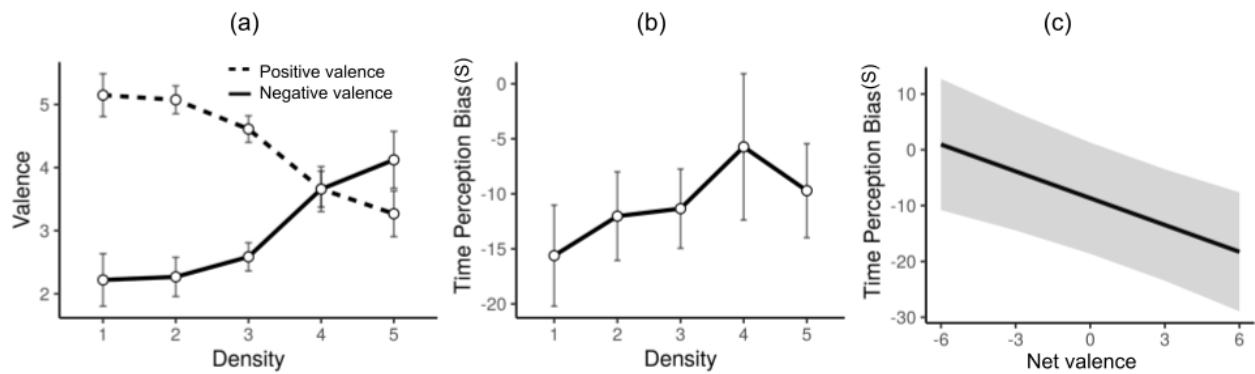 (a)
Valence
5
4
3
2
1 2 3 4 5
Density
Positive valence
Negative valence
(b)
Time Perception Bias(S)
0
-5
-10
-15
-20
1 2 3 4 5
Density
(c)
Time Perception Bias(S)
10
0
-10
-20
-30
-6 -3 0 3 6
Net valence